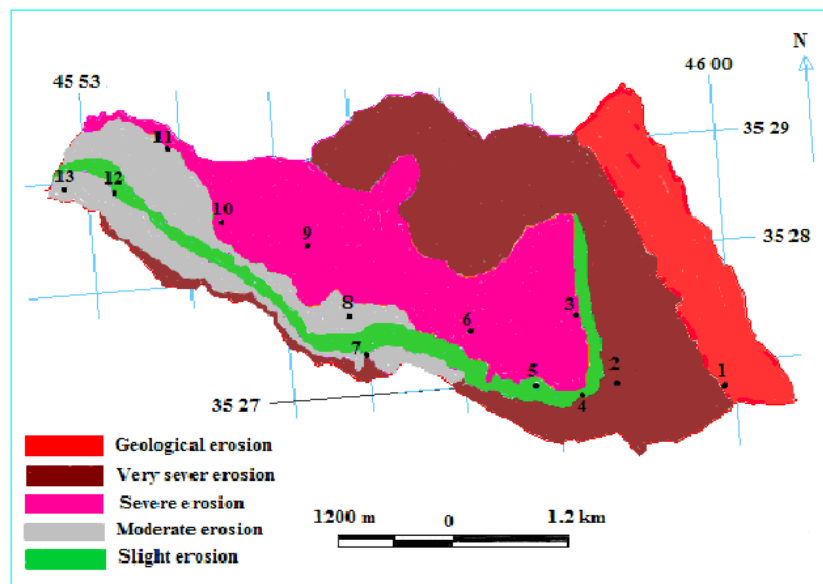 N
46 00
45 53
35 29
11
13
12
10
9
35 28
8
6
3
7
5
2
1
4
35 27
Geological erosion
Very sever erosion
Severe erosion
Moderate erosion
Slight erosion
1200 m 0 1.2 km